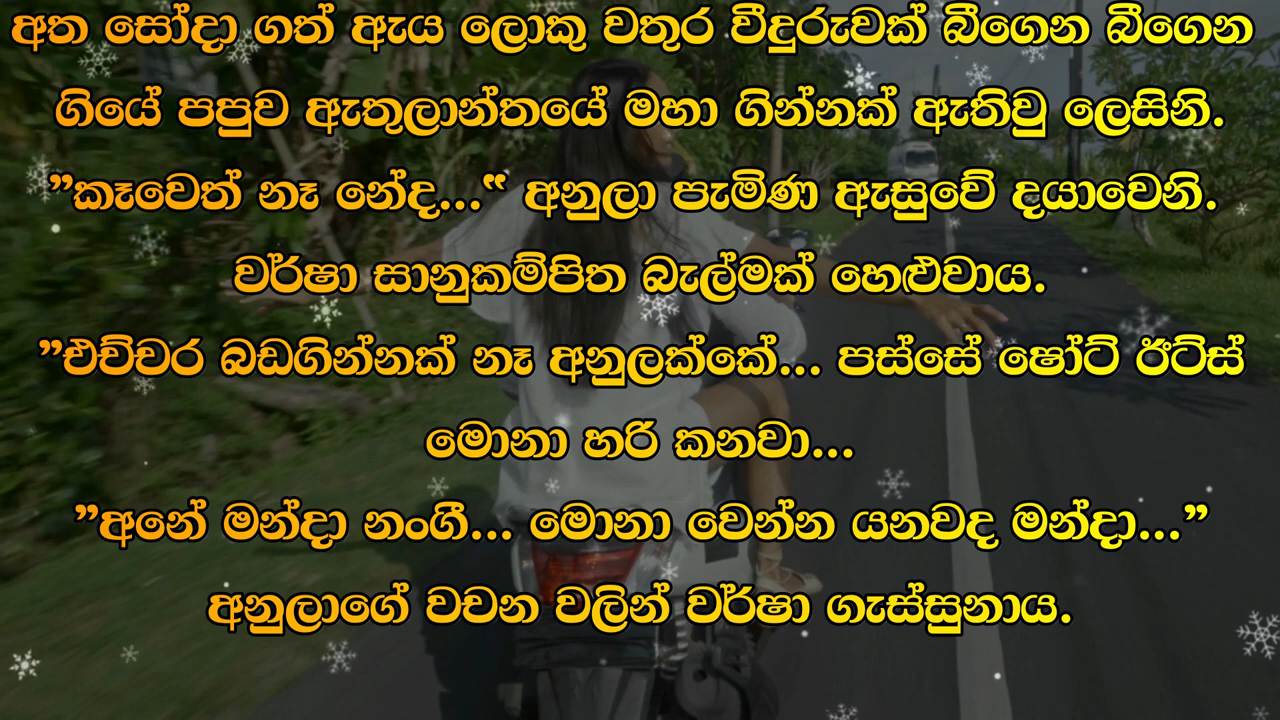 අත සෝදා ගත් ඇය ලොකු වතුර වීදුරුවක් බීගෙන බීගෙන
ගියේ පපුව ඇතුලාන්තයේ මහා ගින්නක් ඇතිවු ලෙසිනි.
”කෑවෙත් නෑ නේද...“ අනුලා පැමිණ ඇසුවේ දයාවෙනි.
වර්ෂා සානුකම්පිත බැල්මක් හෙළුවාය.
”එච්චර බඩගින්නක් නෑ අනුලක්කේ... පස්සේ ෂෝට් ඊට්ස්
මොනා හරි කනවා...
”අනේ මන්දා නංගී... මොනා වෙන්න යනවද මන්දා...”
අනුලාගේ වචන වලින් වර්ෂා ගැස්සුනාය.